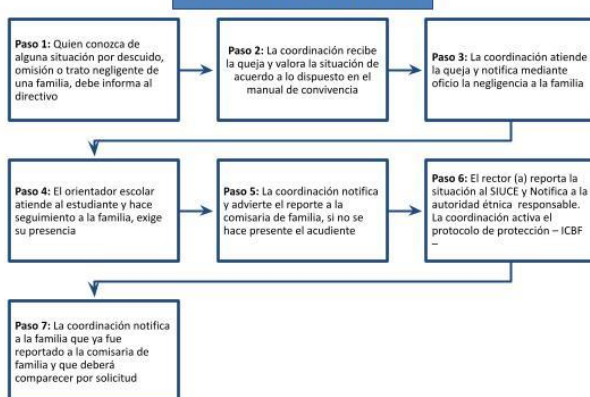 Paso 1: Quien conozca de
alguna situación por descuido,
omisión o trato negligente de
una familia, debe informa al
directivo
Paso 2: La coordinación recibe
la queja y valora la situación de
acuerdo a lo dispuesto en el
manual de convivencia
Paso 3: La coordinación atiende
la queja y notifica mediante
oficio la negligencia a la familia
Paso 4: El orientador escolar
atiende al estudiante y hace
seguimiento a la familia, exige
su presencia
Paso 5: La coordinación notifica
y advierte el reporte a la
comisaria de familia, si no se
hace presente el acudiente
Paso 6: El rector (a) reporta la
situación al SIUCE y Notifica a la
autoridad étnica responsable.
La coordinación activa el
protocolo de protección – ICBF
–
Paso 7: La coordinación notifica
a la familia que ya fue
reportado a la comisaria de
familia y que deberá
comparecer por solicitud